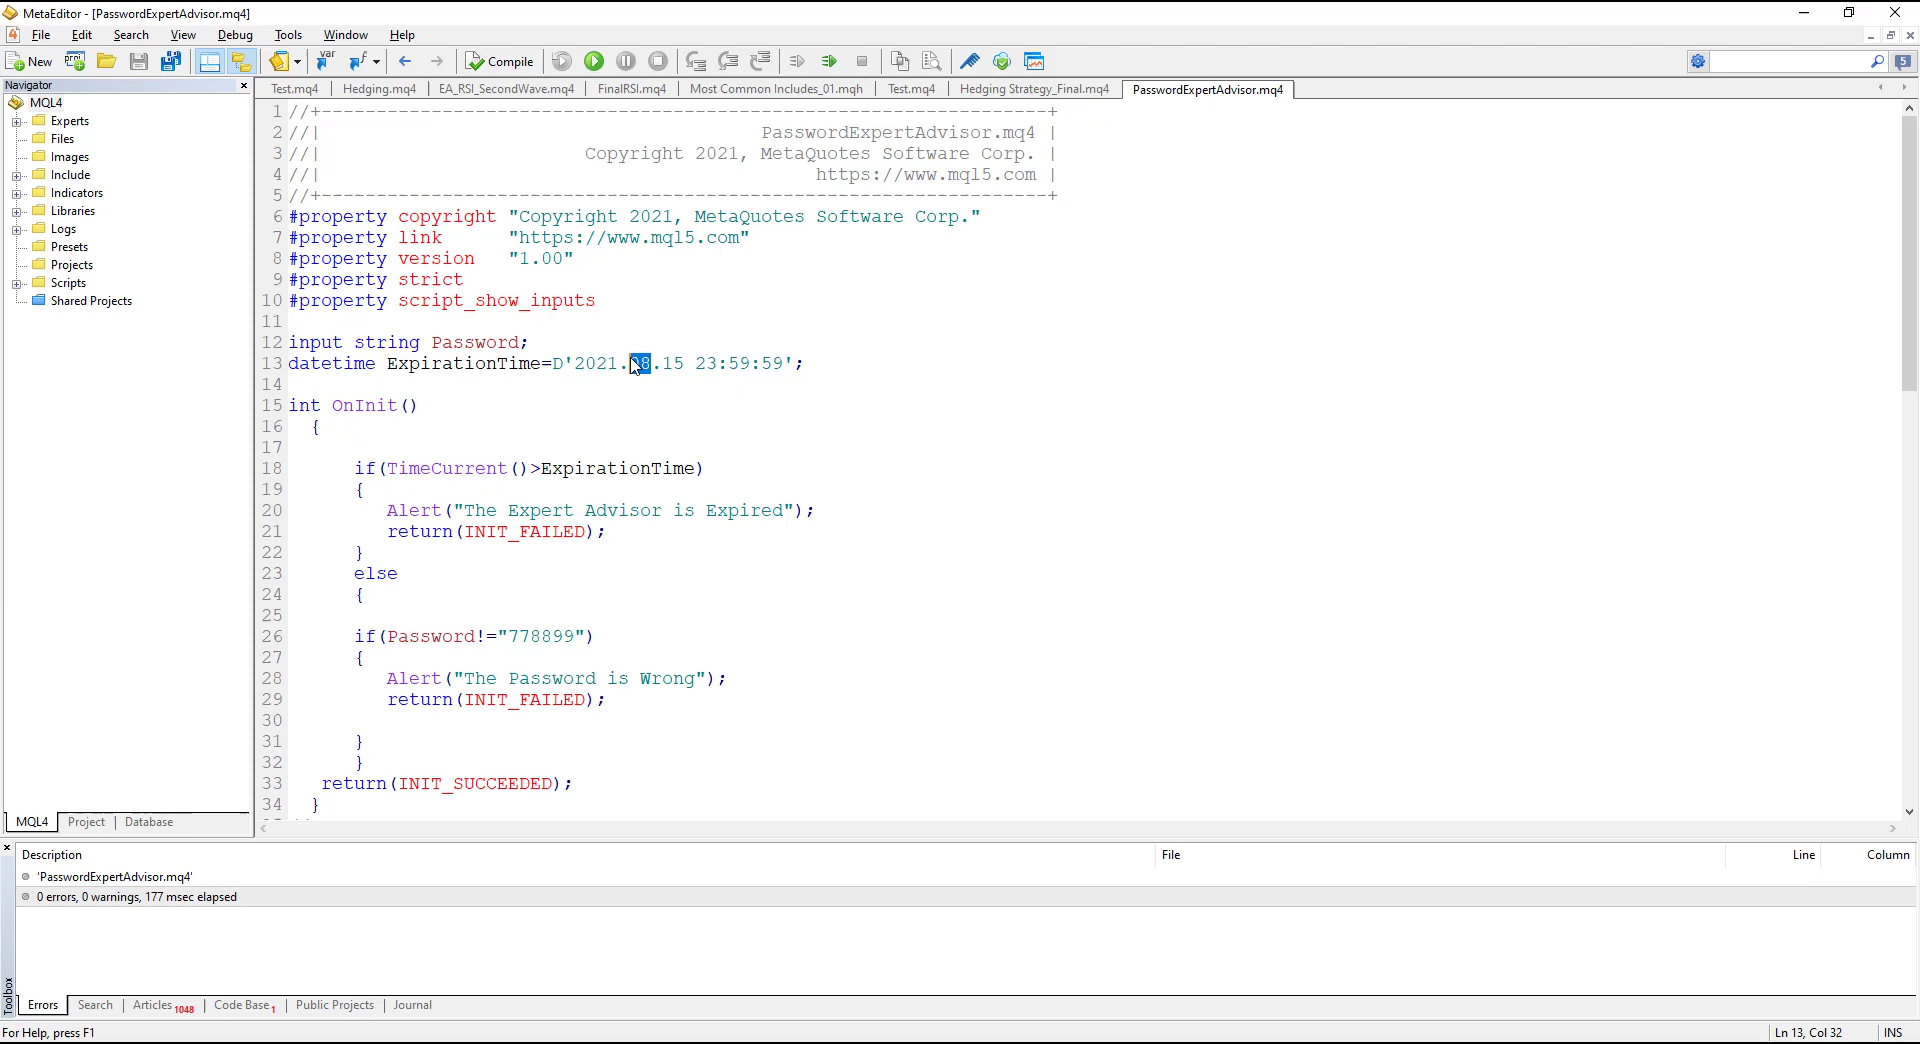 MetaEditor - [PasswordExpertAdvisor.mq4]
File Edit Search View Debug Tools Window Help
New Compile 5
Navigator
MQL4
Experts
Files
Images
Include
Indicators
Libraries
Logs
Presets
Projects
Scripts
Shared Projects
MQL4 Project Database
Test.mq4 Hedging.mq4 EA_RSI_SecondWave.mq4 FinalRSI.mq4 Most Common Includes_01.mqh Test.mq4 Hedging Strategy_Final.mq4 PasswordExpertAdvisor.mq4
1 //+------------------------------------------------------------------+
2 //| PasswordExpertAdvisor.mq4 |
3 //| Copyright 2021, MetaQuotes Software Corp. |
4 //| https://www.mql5.com |
5 //+------------------------------------------------------------------+
6 #property copyright "Copyright 2021, MetaQuotes Software Corp."
7 #property link "https://www.mql5.com"
8 #property version "1.00"
9 #property strict
10 #property script_show_inputs
11
12 input string Password;
13 datetime ExpirationTime=D'2021.08.15 23:59:59';
14
15 int OnInit()
16 {
17
18 if(TimeCurrent()>ExpirationTime)
19 {
20 Alert("The Expert Advisor is Expired");
21 return(INIT_FAILED);
22 }
23 else
24 {
25
26 if(Password!="778899")
27 {
28 Alert("The Password is Wrong");
29 return(INIT_FAILED);
30
31 }
32 }
33 return(INIT_SUCCEEDED);
34 }
Description File Line Column
'PasswordExpertAdvisor.mq4'
0 errors, 0 warnings, 177 msec elapsed
Toolbox
Errors Search Articles 1048 Code Base 1 Public Projects Journal
For Help, press F1 Ln 13, Col 32 INS